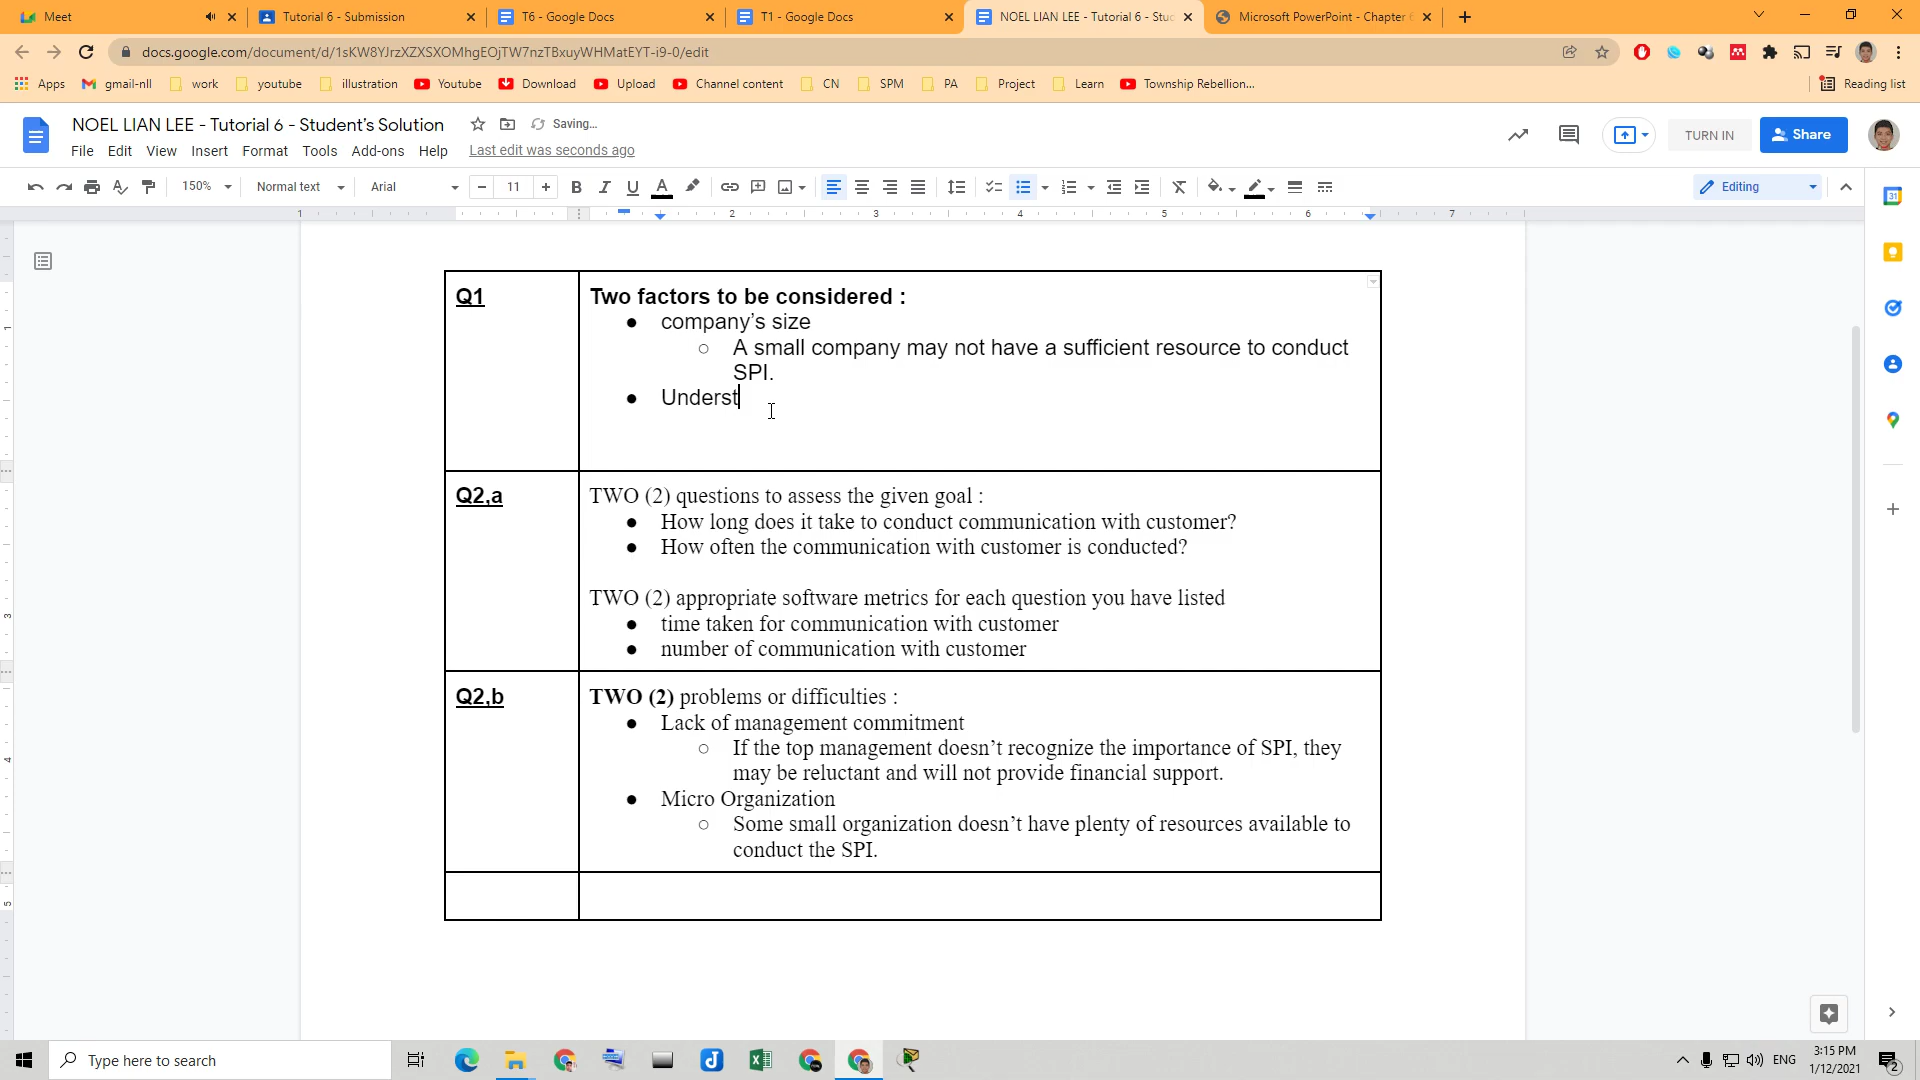 Meet
Tutorial 6 - Submission
T6 - Google Docs
T1 - Google Docs
NOEL LIAN LEE - Tutorial 6 - Stud
Microsoft PowerPoint - Chapter 6
docs.google.com/document/d/1sKW8YJrzXZXSXOMhgEOjTW7nzTBxuyWHMatEYT-i9-0/edit
Apps
gmail-nll
work
youtube
illustration
Youtube
Download
Upload
Channel content
CN
SPM
PA
Project
Learn
Township Rebellion...
Reading list
NOEL LIAN LEE - Tutorial 6 - Student's Solution
Saving...
File Edit View Insert Format Tools Add-ons Help
Last edit was seconds ago
TURN IN
Share
150%
Normal text
Arial
11
Editing
1 2 3 4 5 6 7
Q1
Two factors to be considered :
● company's size
○ A small company may not have a sufficient resource to conduct
SPI.
● Underst
Q2,a
TWO (2) questions to assess the given goal :
● How long does it take to conduct communication with customer?
● How often the communication with customer is conducted?
TWO (2) appropriate software metrics for each question you have listed
● time taken for communication with customer
● number of communication with customer
Q2,b
TWO (2) problems or difficulties :
● Lack of management commitment
○ If the top management doesn't recognize the importance of SPI, they
may be reluctant and will not provide financial support.
● Micro Organization
○ Some small organization doesn't have plenty of resources available to
conduct the SPI.
Type here to search
ENG
3:15 PM
1/12/2021
2